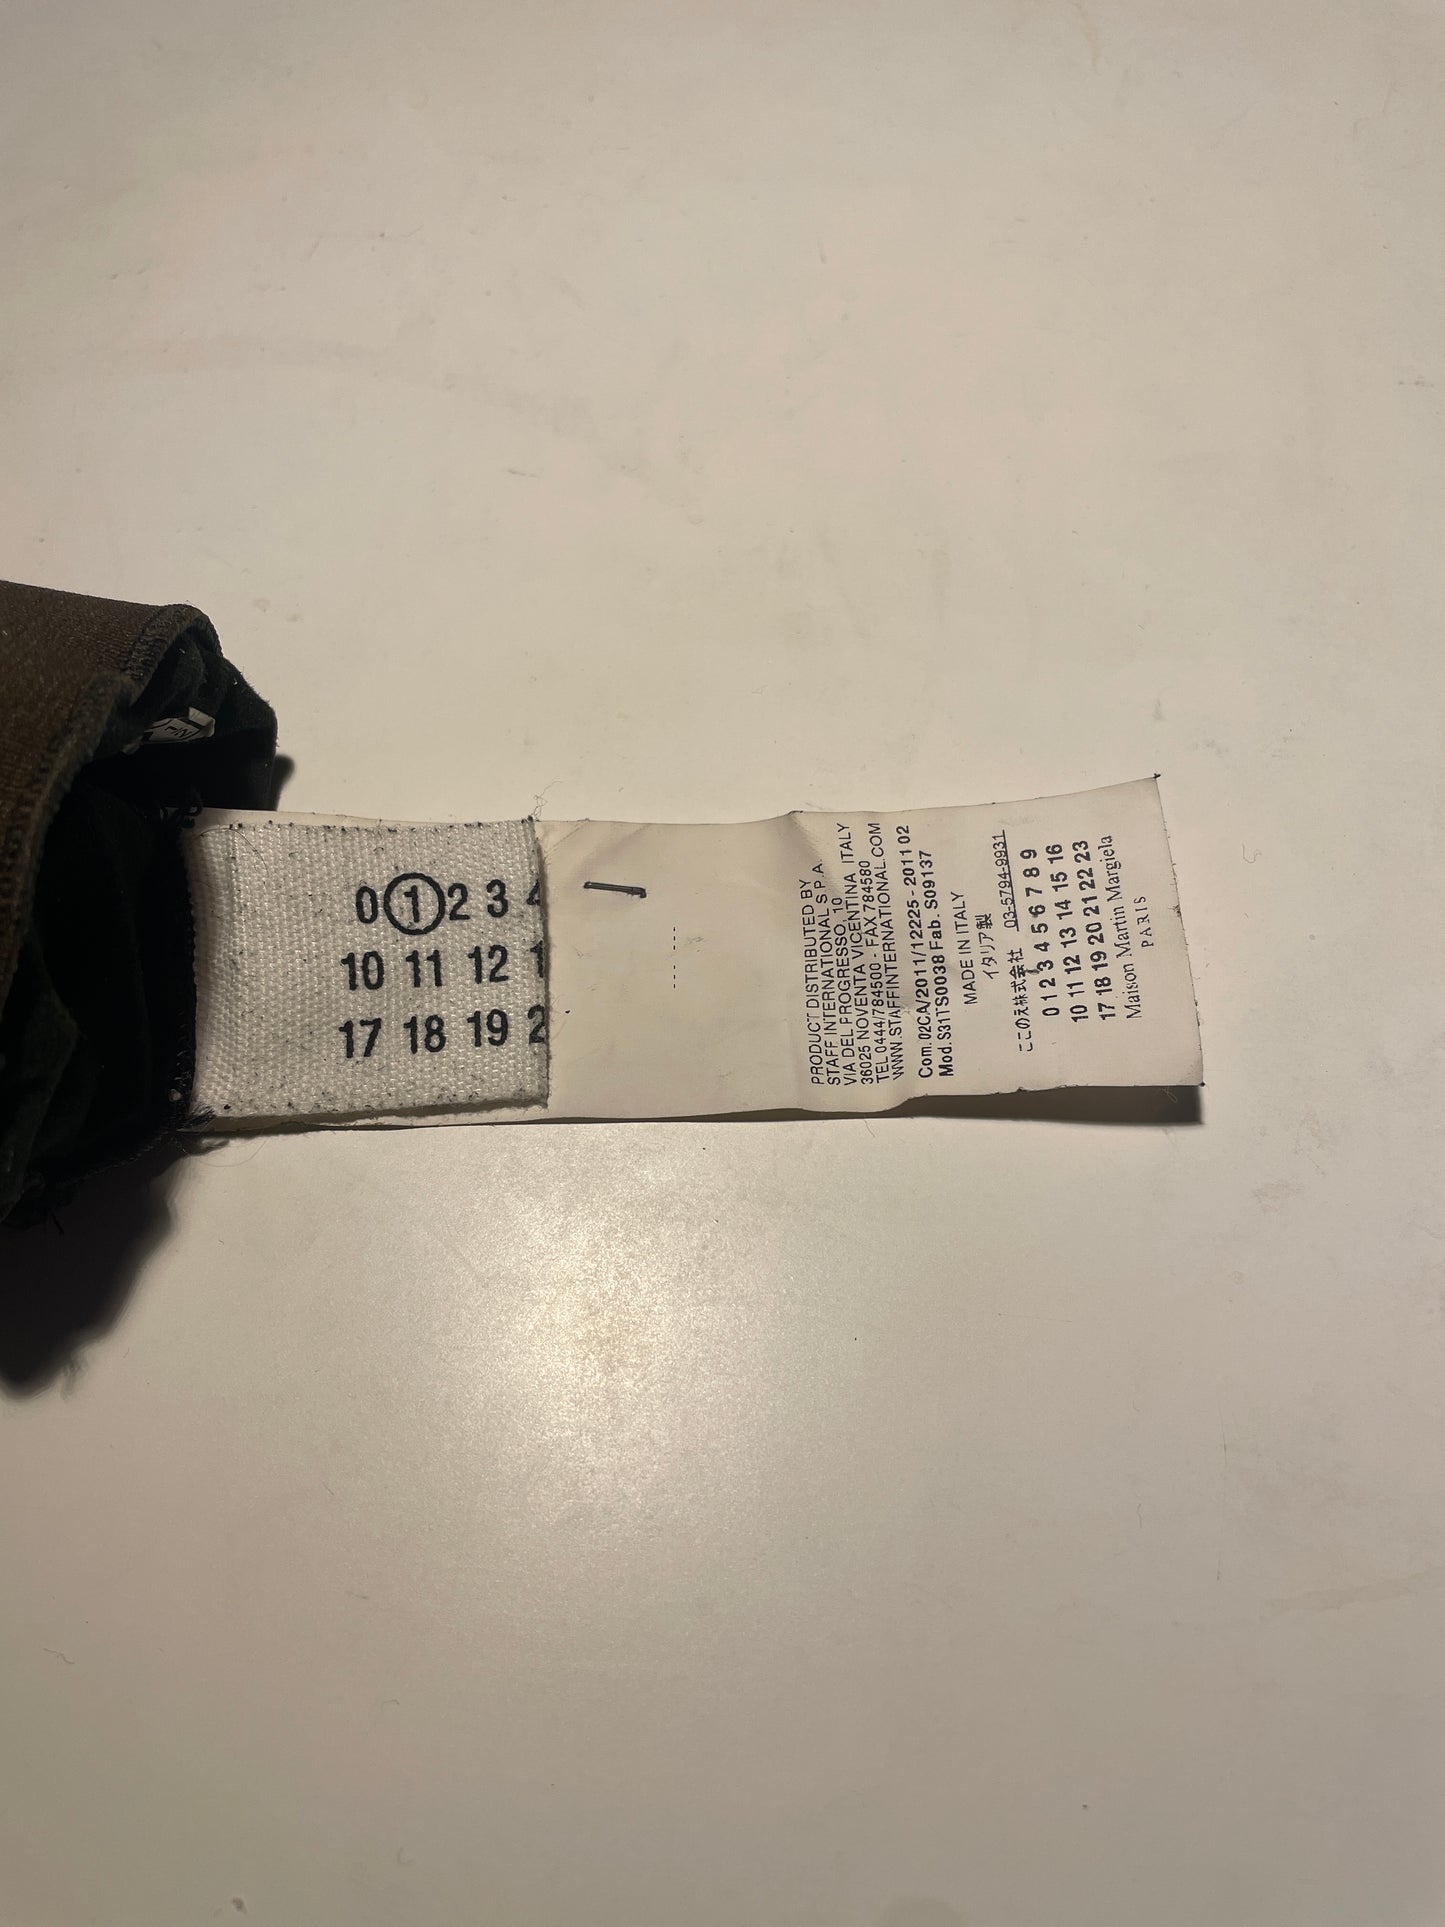 0 1 2 3
10 11 12
17 18 19 2
PRODUCT DISTRIBUTED BY
STAFF INTERNATIONAL S.P.A.
VIA DEL PROGRESSO, 10
36025 NOVENTA VICENTINA ITALY
TEL 0444/784500 - FAX 784580
WWW.STAFFINTERNATIONAL.COM
Com.02CA/2011/12225 - 201102
Mod.S31TS0038 Fab. S09137
MADE IN ITALY
イタリア製
ここのえ株式会社 03-5794-9931
0 1 2 3 4 5 6 7 8 9
10 11 12 13 14 15 16
17 18 19 20 21 22 23
Maison Martin Margiela
PARIS